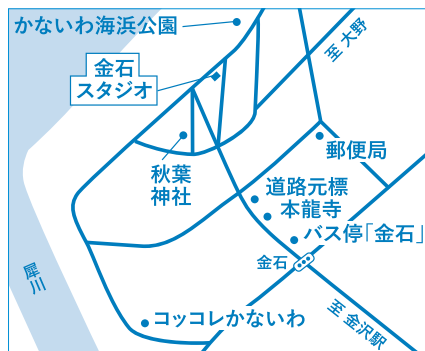 かないわ海浜公園
至 大野
金石
スタジオ
郵便局
秋葉
神社
道路元標
本龍寺
バス停「金石」
金石
犀川
至 金沢駅
コッコレかないわ